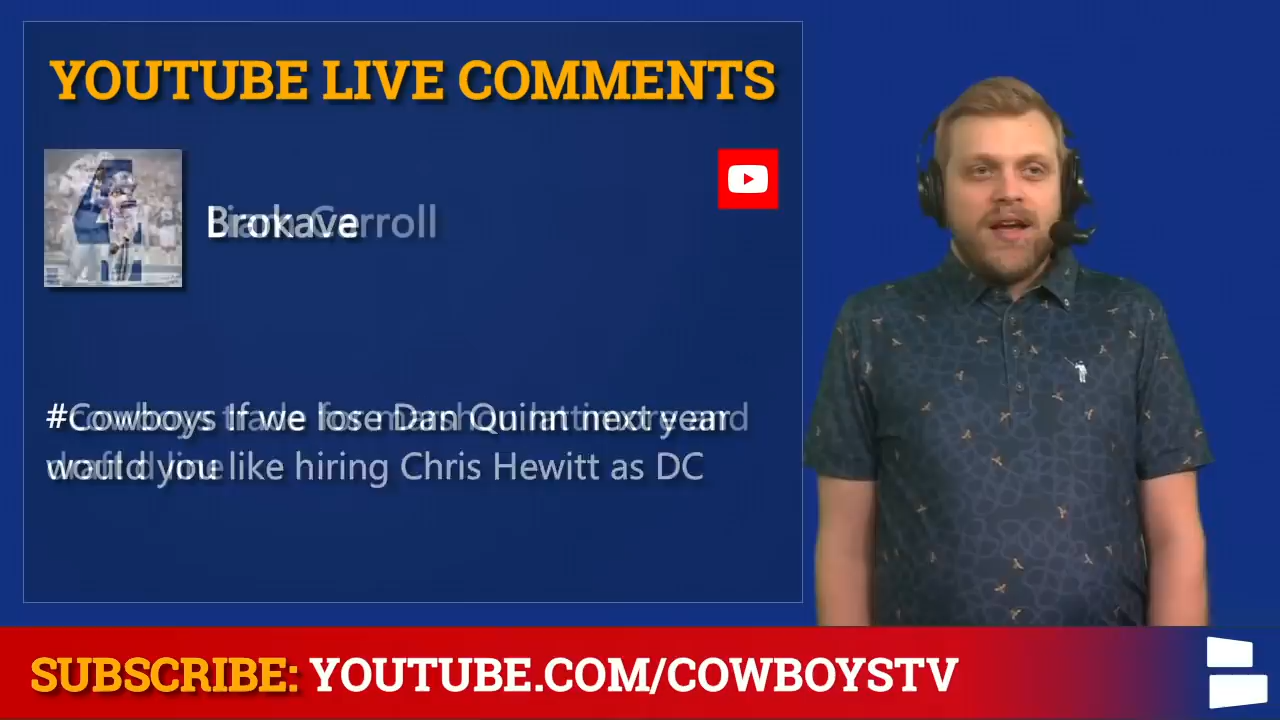 YOUTUBE LIVE COMMENTS
Carroll
#Cowboys If we lose Dan Quinn next year
would you like hiring Chris Hewitt as DC
SUBSCRIBE: YOUTUBE.COM/COWBOYSTV